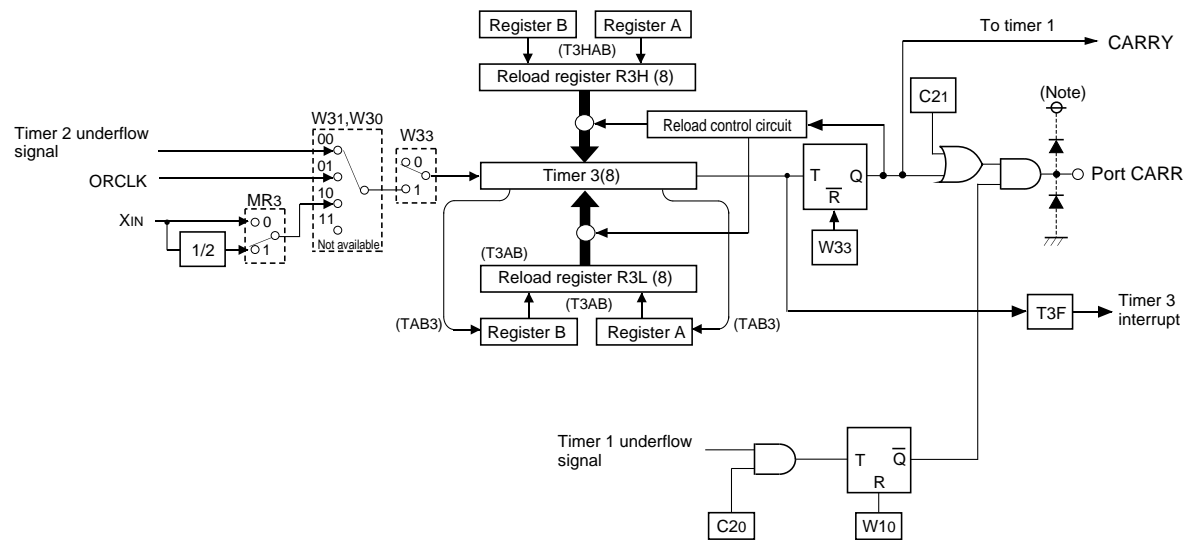 Register B
Register A
To timer 1
CARRY
(T3HAB)
Reload register R3H (8)
C21
(Note)
W31,W30
Timer 2 underflow
signal
00
W33
Reload control circuit
0
01
ORCLK
Timer 3(8)
T
Q
Port CARR
1
10
R
XIN
MR3
0
11
W33
1/2
1
Not available
(T3AB)
Reload register R3L (8)
(T3AB)
T3F
Timer 3
interrupt
(TAB3)
Register B
Register A
(TAB3)
Timer 1 underflow
signal
T
Q
R
C20
W10